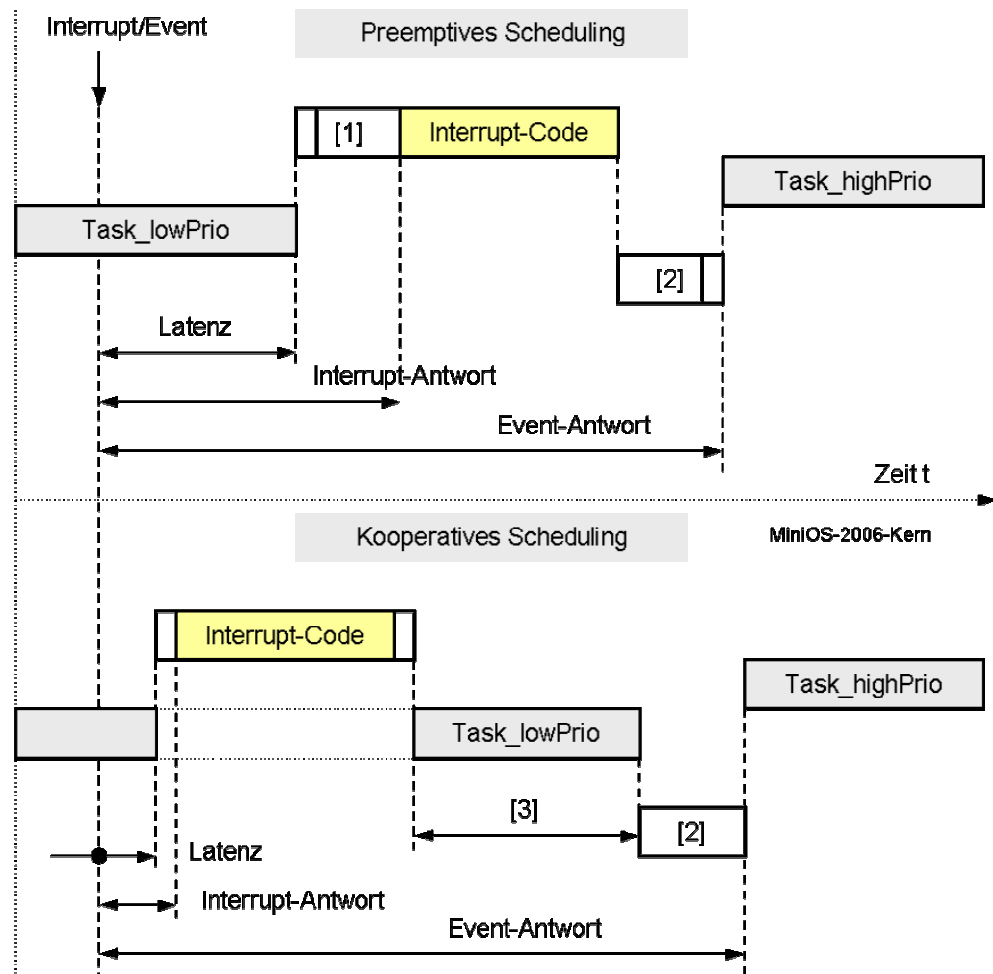 Interrupt/Event
Preemptives Scheduling
[1]
Interrupt-Code
Task_highPrio
Task_lowPrio
[2]
Latenz
Interrupt-Antwort
Event-Antwort
Zeit t
Kooperatives Scheduling
MiniOS-2006-Kern
Interrupt-Code
Task_highPrio
Task_lowPrio
[3]
[2]
Latenz
Interrupt-Antwort
Event-Antwort